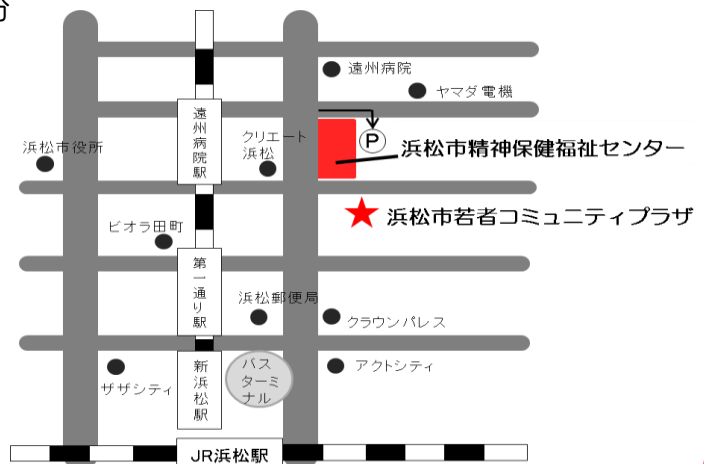 分
遠州病院
ヤマダ電機
遠州病院駅
クリエート
浜松
P
浜松市精神保健福祉センター
浜松市役所
浜松市若者コミュニティプラザ
ビオラ田町
第一通り駅
浜松郵便局
クラウンパレス
ザザシティ
新浜松駅
バス
ターミ
ナル
アクトシティ
JR浜松駅